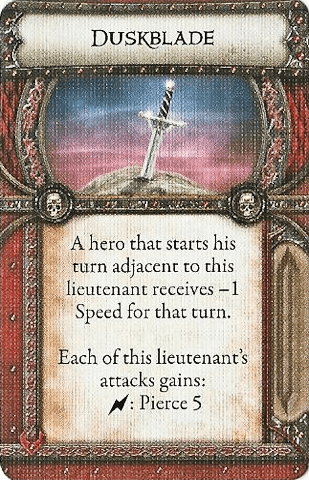 Duskblade
A hero that starts his
turn adjacent to this
lieutenant receives –1
Speed for that turn.
Each of this lieutenant's
attacks gains:
: Pierce 5